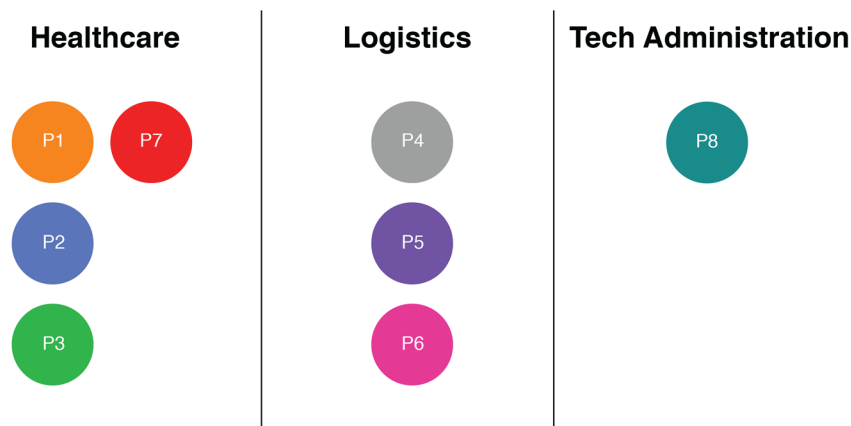 Healthcare
Logistics
Tech Administration
P1
P7
P4
P8
P2
P5
P3
P6